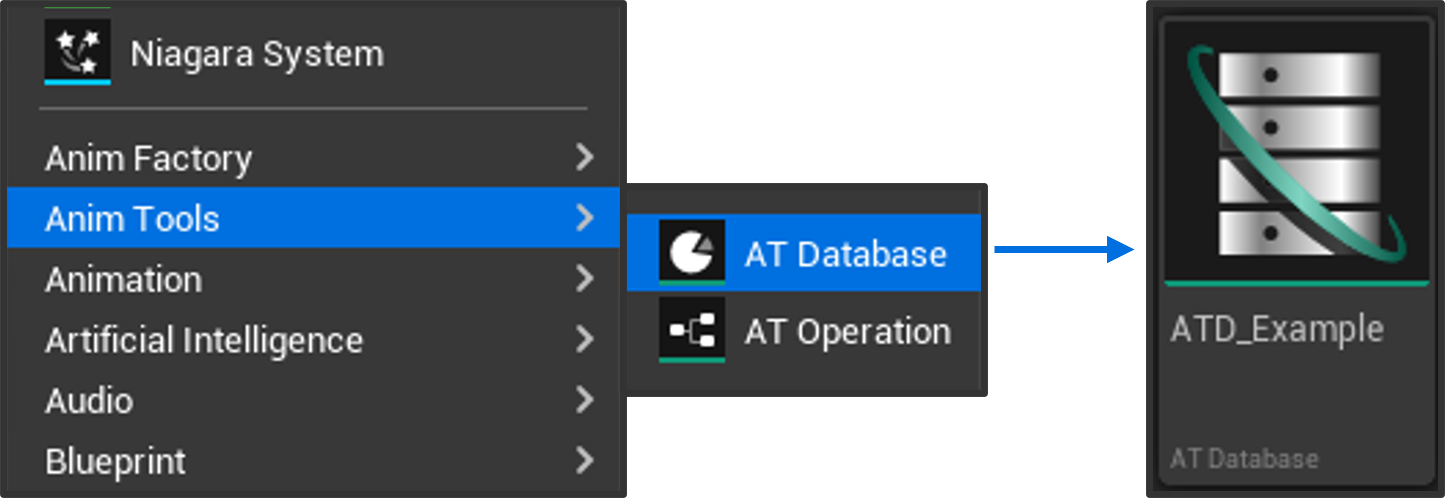 Niagara System
Anim Factory
Anim Tools
Animation
Artificial Intelligence
Audio
Blueprint
AT Database
AT Operation
ATD_Example
AT Database